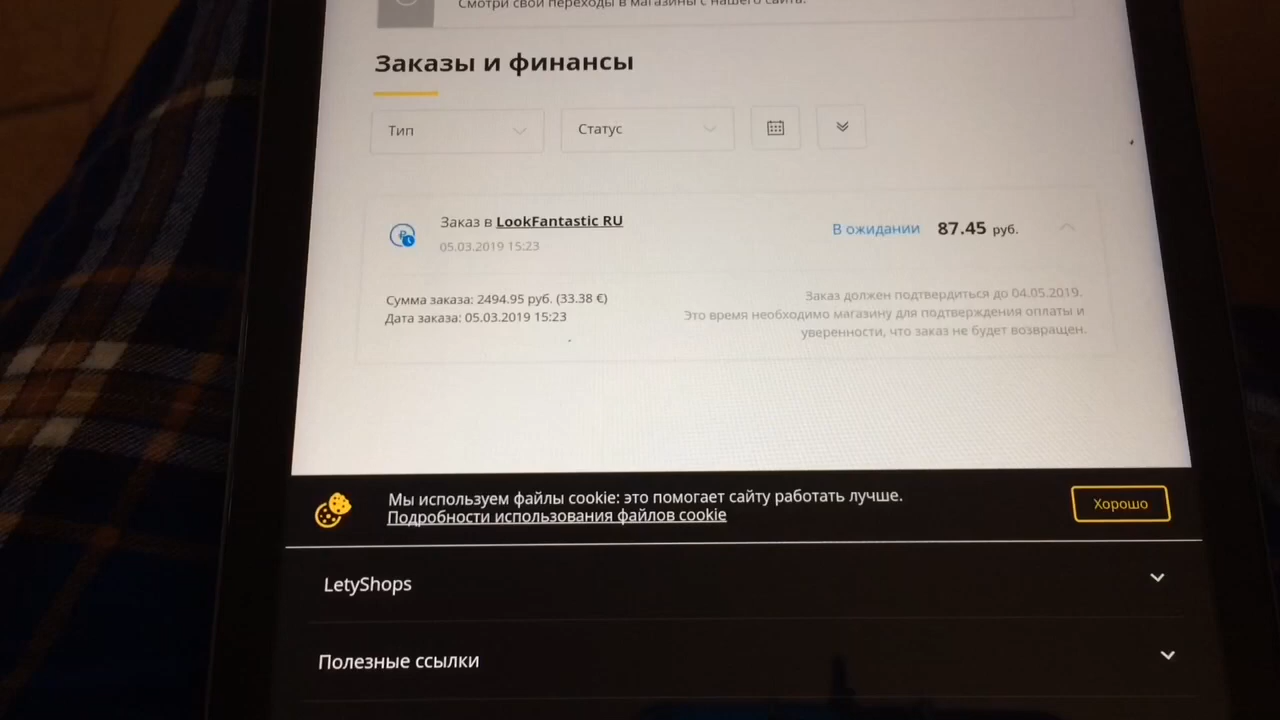 Смотри свои переходы в магазины с нашего сайта.
Заказы и финансы
Тип
Статус
Заказ в LookFantastic RU
05.03.2019 15:23
В ожидании 87.45 руб.
Сумма заказа: 2494.95 руб. (33.38 €)
Дата заказа: 05.03.2019 15:23
Заказ должен подтвердиться до 04.05.2019.
Это время необходимо магазину для подтверждения оплаты и
уверенности, что заказ не будет возвращен.
Мы используем файлы cookie: это помогает сайту работать лучше.
Подробности использования файлов cookie
Хорошо
LetyShops
Полезные ссылки